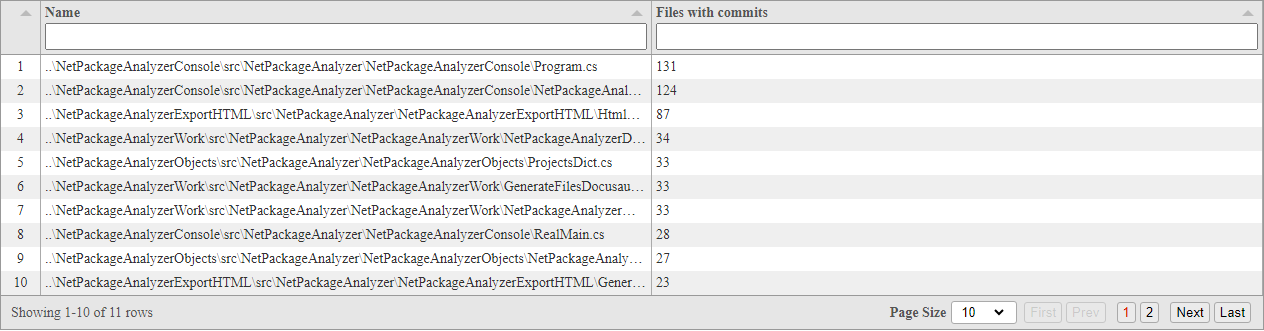 Name Files with commits
1 ..\NetPackageAnalyzerConsole\src\NetPackageAnalyzer\NetPackageAnalyzerConsole\Program.cs 131
2 ..\NetPackageAnalyzerConsole\src\NetPackageAnalyzer\NetPackageAnalyzerConsole\NetPackageAnal… 124
3 ..\NetPackageAnalyzerExportHTML\src\NetPackageAnalyzer\NetPackageAnalyzerExportHTML\Html… 87
4 ..\NetPackageAnalyzerWork\src\NetPackageAnalyzer\NetPackageAnalyzerWork\NetPackageAnalyzerD… 34
5 ..\NetPackageAnalyzerObjects\src\NetPackageAnalyzer\NetPackageAnalyzerObjects\ProjectsDict.cs 33
6 ..\NetPackageAnalyzerWork\src\NetPackageAnalyzer\NetPackageAnalyzerWork\GenerateFilesDocusau… 33
7 ..\NetPackageAnalyzerWork\src\NetPackageAnalyzer\NetPackageAnalyzerWork\NetPackageAnalyzer… 33
8 ..\NetPackageAnalyzerConsole\src\NetPackageAnalyzer\NetPackageAnalyzerConsole\RealMain.cs 28
9 ..\NetPackageAnalyzerObjects\src\NetPackageAnalyzer\NetPackageAnalyzerObjects\NetPackageAnaly… 27
10 ..\NetPackageAnalyzerExportHTML\src\NetPackageAnalyzer\NetPackageAnalyzerExportHTML\Gener… 23
Showing 1-10 of 11 rows Page Size 10 First Prev 1 2 Next Last